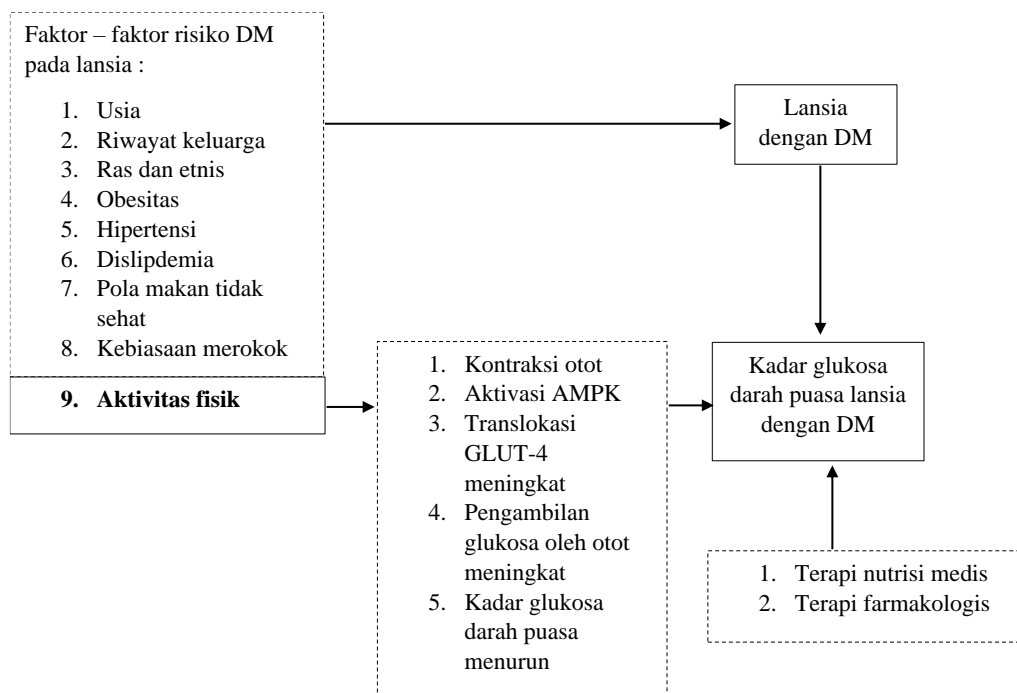 Faktor – faktor risiko DM
pada lansia :
1. Usia
2. Riwayat keluarga
3. Ras dan etnis
4. Obesitas
5. Hipertensi
6. Dislipdemia
7. Pola makan tidak
sehat
8. Kebiasaan merokok
9. Aktivitas fisik
Lansia
dengan DM
1. Kontraksi otot
2. Aktivasi AMPK
3. Translokasi
GLUT-4
meningkat
4. Pengambilan
glukosa oleh otot
meningkat
5. Kadar glukosa
darah puasa
menurun
Kadar glukosa
darah puasa lansia
dengan DM
1. Terapi nutrisi medis
2. Terapi farmakologis